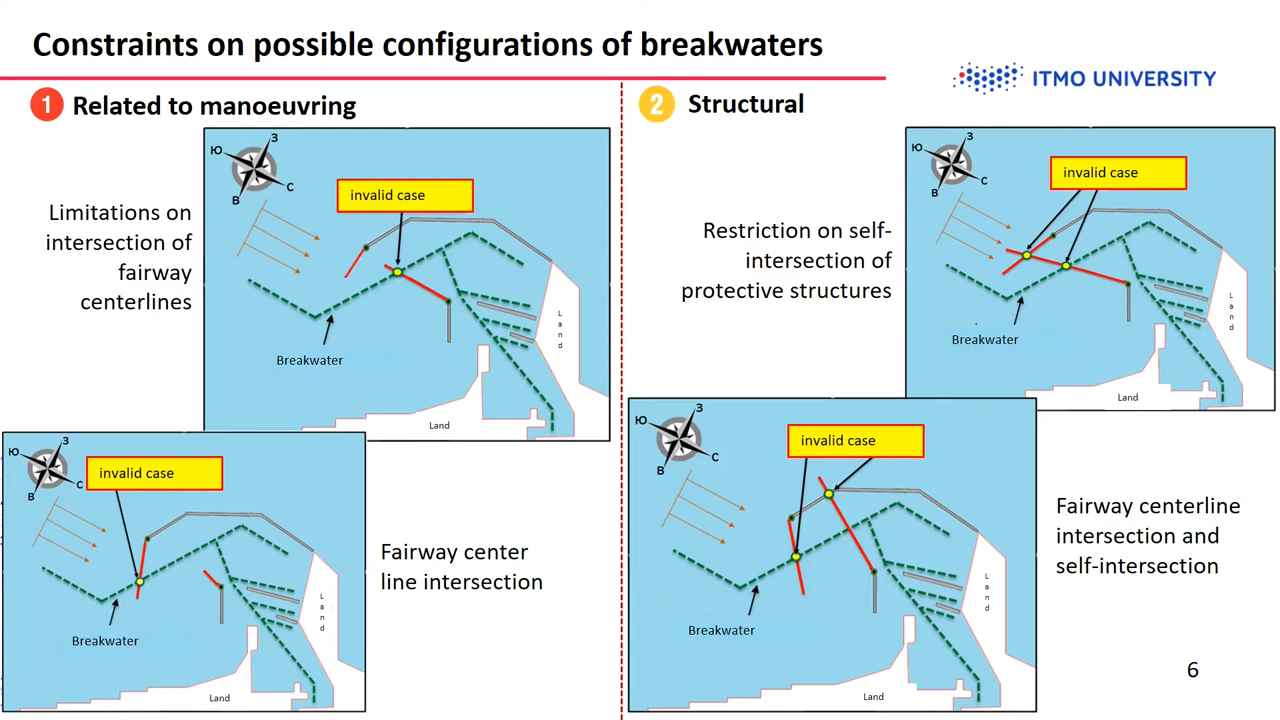 Constraints on possible configurations of breakwaters
ITMO UNIVERSITY
1 Related to manoeuvring
Limitations on
intersection of
fairway
centerlines
З
Ю
С
В
invalid case
Breakwater
Land
Land
З
Ю
С
В
invalid case
Breakwater
Land
Land
Fairway center
line intersection
2 Structural
Restriction on self-
intersection of
protective structures
З
Ю
С
В
invalid case
Breakwater
Land
Land
З
Ю
С
В
invalid case
Breakwater
Land
Land
Fairway centerline
intersection and
self-intersection
6